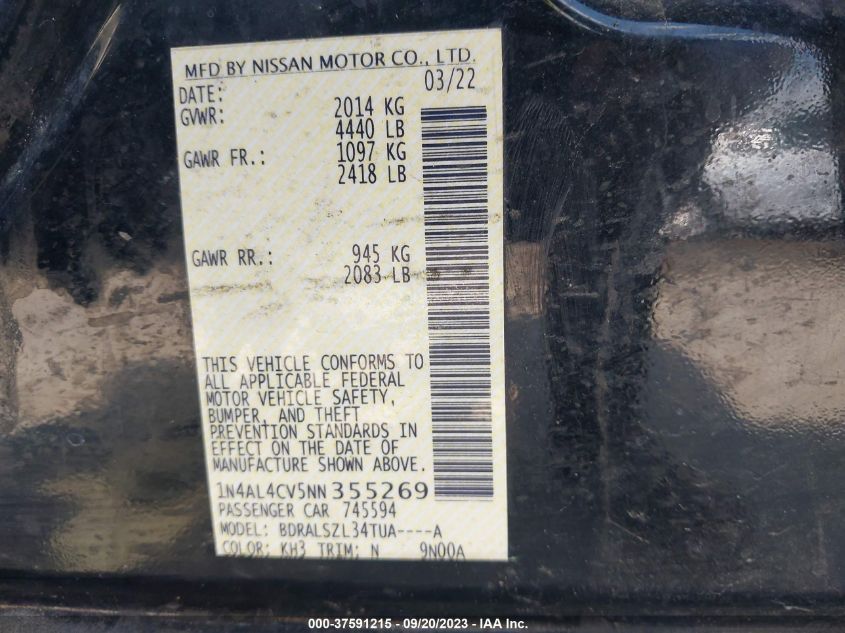 MFD BY NISSAN MOTOR CO., LTD.
DATE: 03/22
GVWR: 2014 KG
4440 LB
GAWR FR.: 1097 KG
2418 LB
GAWR RR.: 945 KG
2083 LB
THIS VEHICLE CONFORMS TO
ALL APPLICABLE FEDERAL
MOTOR VEHICLE SAFETY,
BUMPER, AND THEFT
PREVENTION STANDARDS IN
EFFECT ON THE DATE OF
MANUFACTURE SHOWN ABOVE.
1N4AL4CV5NN355269
PASSENGER CAR 745594
MODEL: BDRALSZL34TUA----A
COLOR: KH3 TRIM: N 9N00A
000-37591215 - 09/20/2023 - IAA Inc.